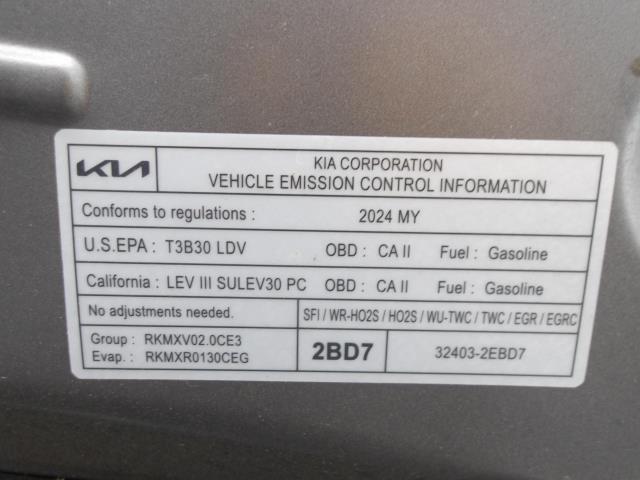 KIA
KIA CORPORATION
VEHICLE EMISSION CONTROL INFORMATION
Conforms to regulations : 2024 MY
U.S.EPA : T3B30 LDV OBD : CA II Fuel : Gasoline
California : LEV III SULEV30 PC OBD : CA II Fuel : Gasoline
No adjustments needed. SFI / WR-HO2S / HO2S / WU-TWC / TWC / EGR / EGRC
Group : RKMXV02.0CE3
Evap. : RKMXR0130CEG
2BD7
32403-2EBD7